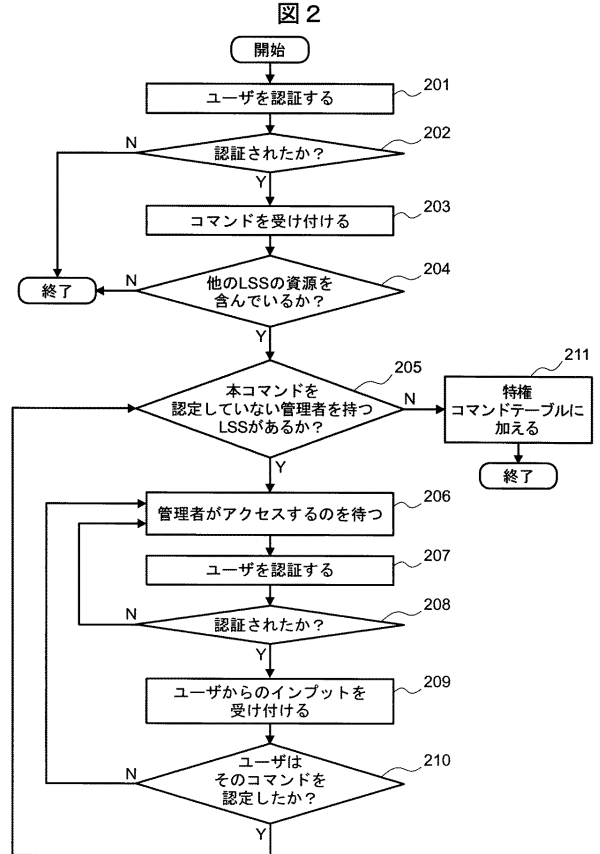 図2
開始
ユーザを認証する
201
認証されたか?
202
N
Y
コマンドを受け付ける
203
他のLSSの資源を
含んでいるか?
204
N
終了
Y
本コマンドを
認定していない管理者を持つ
LSSがあるか?
205
N
211
特権
コマンドテーブルに
加える
終了
Y
管理者がアクセスするのを待つ
206
ユーザを認証する
207
認証されたか?
208
N
Y
ユーザからのインプットを
受け付ける
209
ユーザは
そのコマンドを
認定したか?
210
N
Y